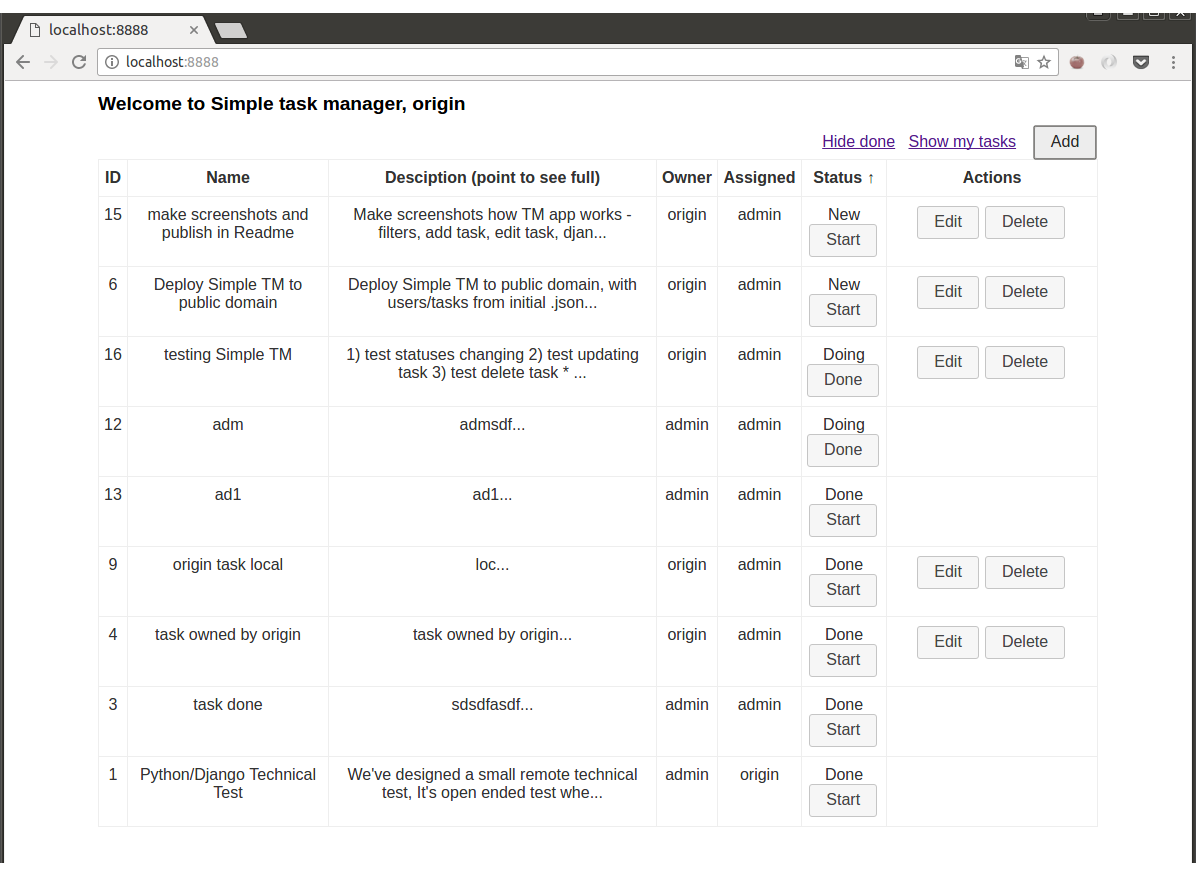 localhost:8888
localhost:8888
Welcome to Simple task manager, origin
Hide done Show my tasks Add
ID Name Desciption (point to see full) Owner Assigned Status ↑ Actions
15 make screenshots and Make screenshots how TM app works - origin admin New Edit Delete
publish in Readme filters, add task, edit task, djan... Start
6 Deploy Simple TM to Deploy Simple TM to public domain, with origin admin New Edit Delete
public domain users/tasks from initial .json... Start
16 testing Simple TM 1) test statuses changing 2) test updating origin admin Doing Edit Delete
task 3) test delete task * ... Done
12 adm admsdf... admin admin Doing
Done
13 ad1 ad1... admin admin Done
Start
9 origin task local loc... origin admin Done Edit Delete
Start
4 task owned by origin task owned by origin... origin admin Done Edit Delete
Start
3 task done sdsdfasdf... admin admin Done
Start
1 Python/Django Technical We've designed a small remote technical admin origin Done
Test test, It's open ended test whe... Start